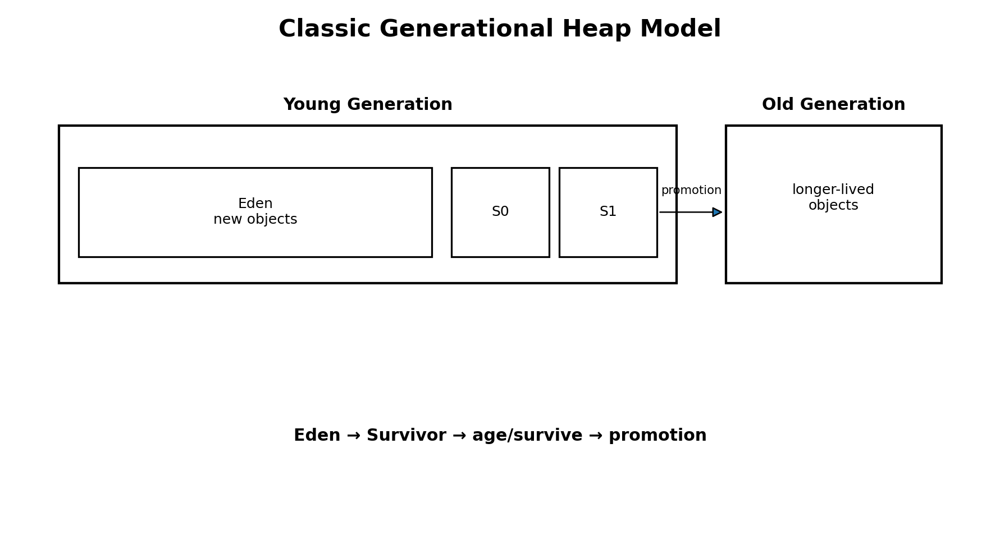 Classic Generational Heap Model
Young Generation
Old Generation
Eden
new objects
S0
S1
promotion
longer-lived
objects
Eden → Survivor → age/survive → promotion